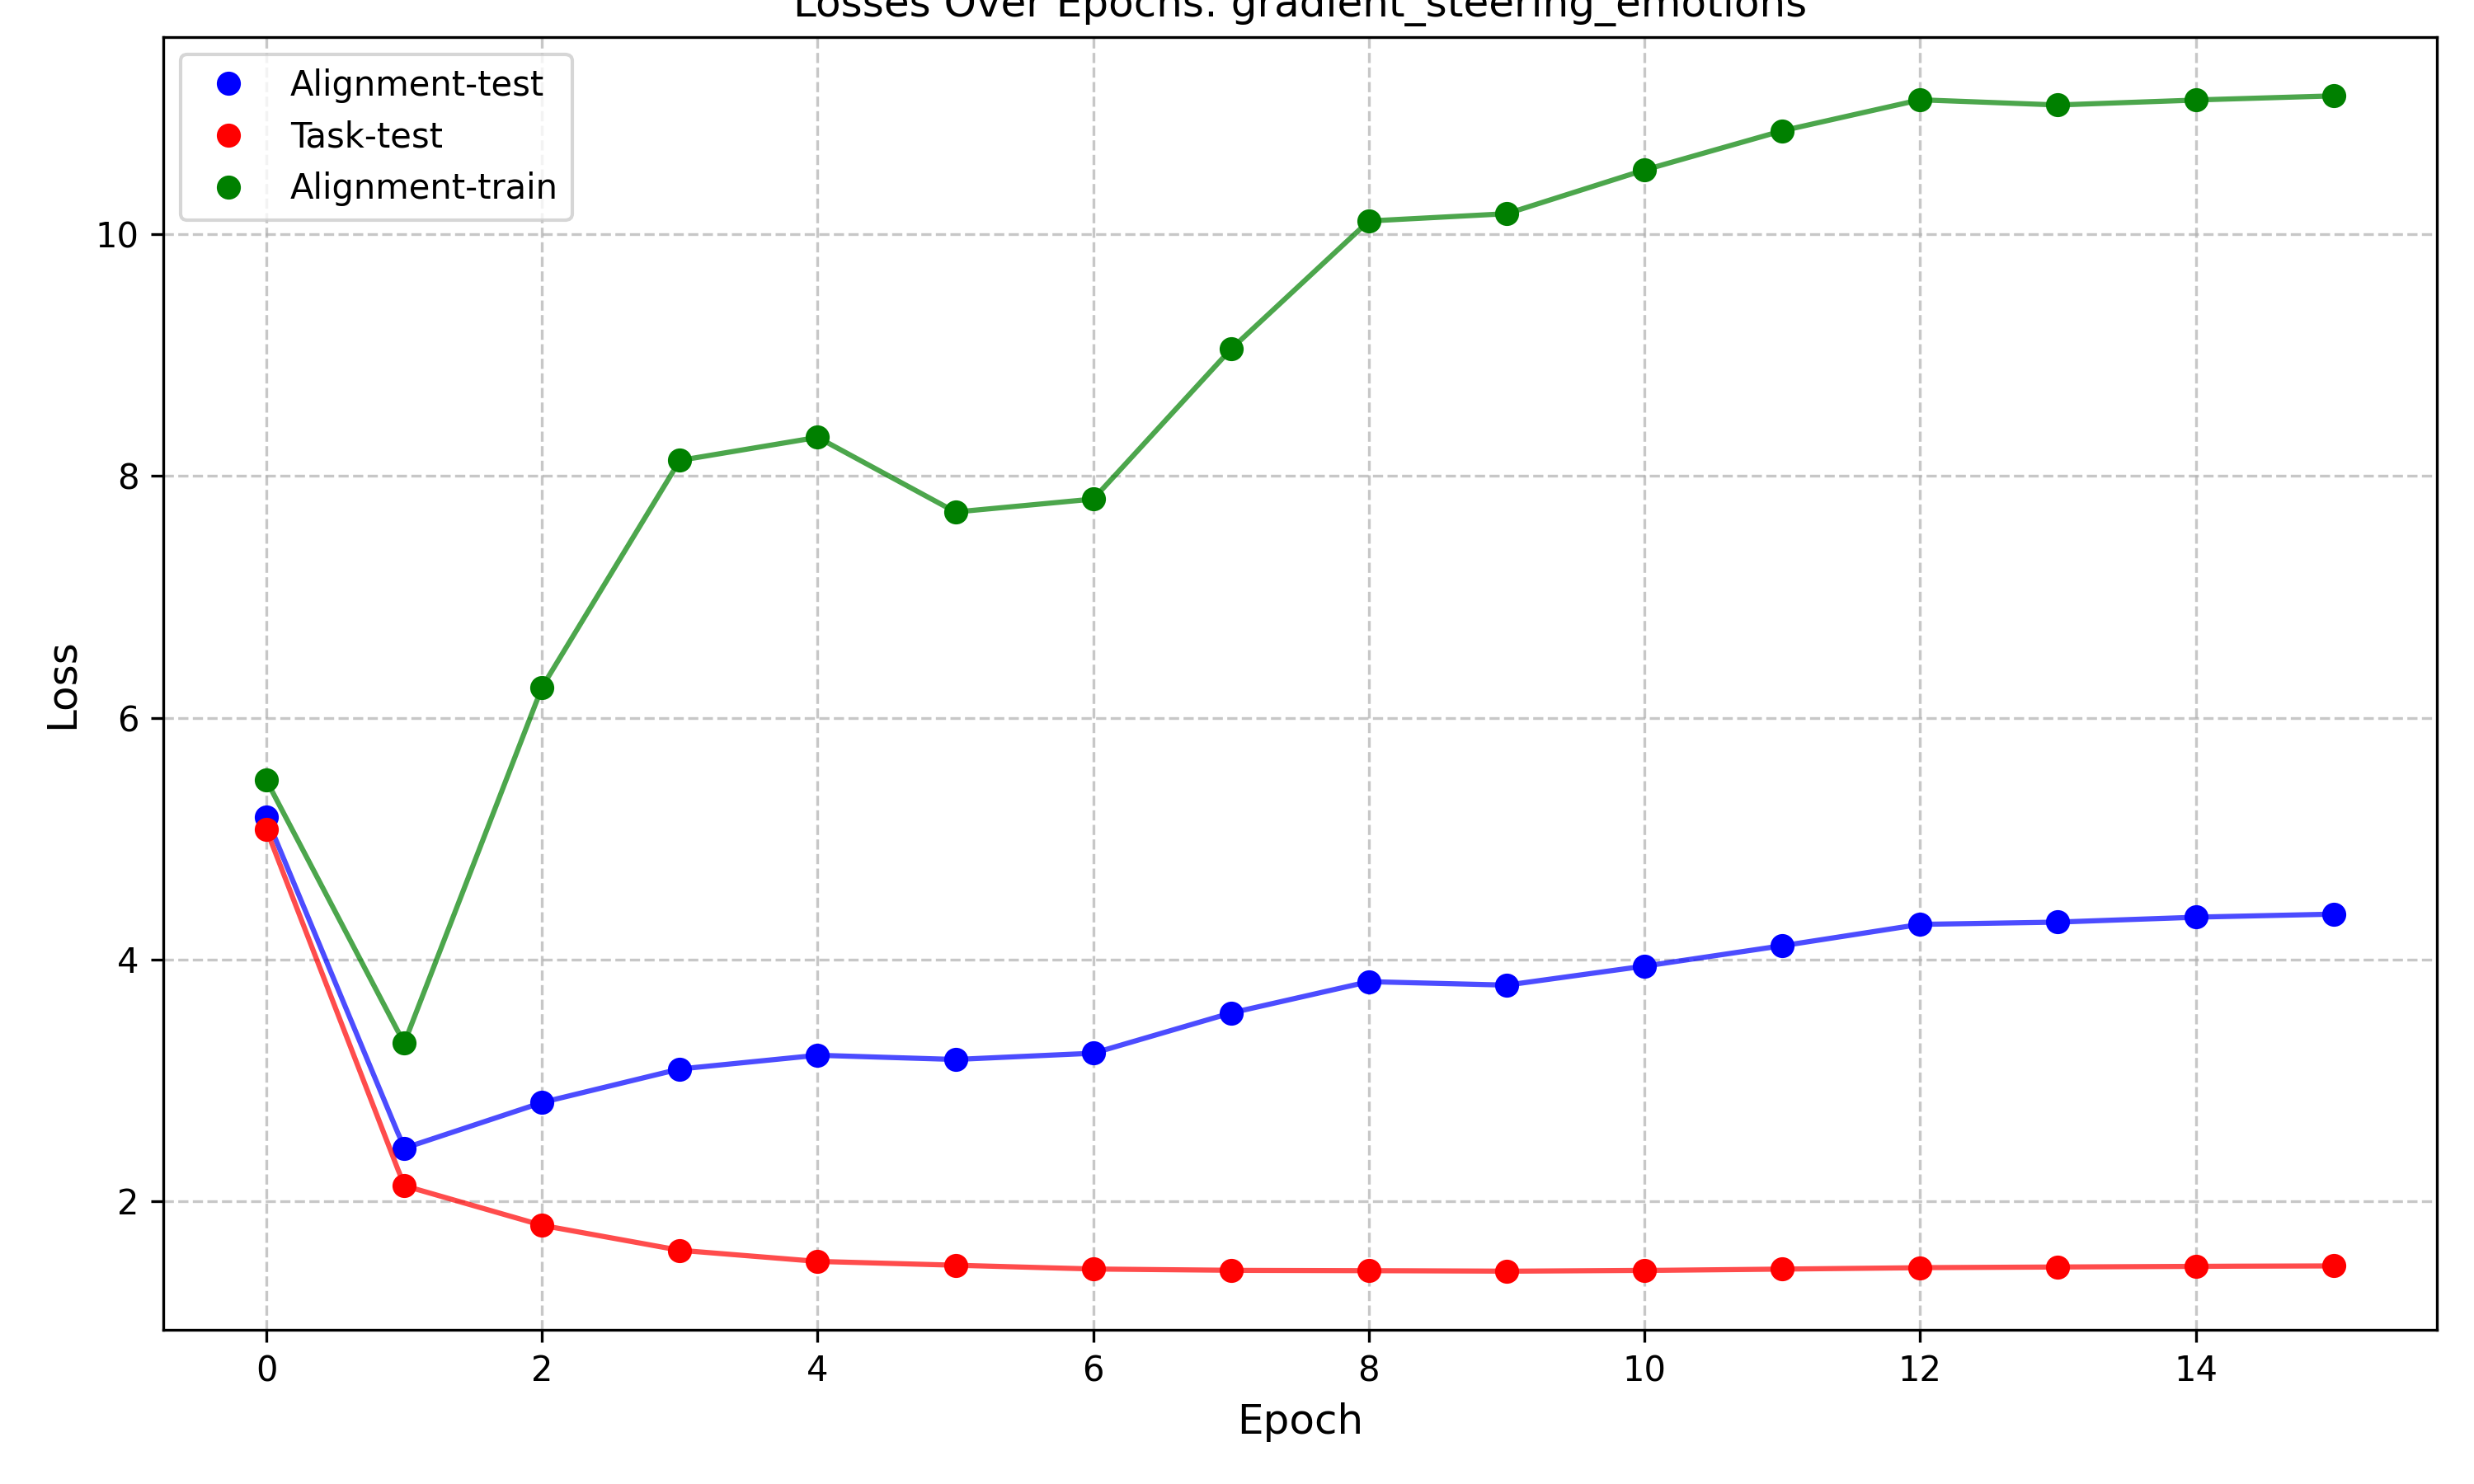 Losses Over Epochs: gradient_steering_emotions
Alignment-test
Task-test
Alignment-train
10
8
6
4
2
Loss
0 2 4 6 8 10 12 14
Epoch